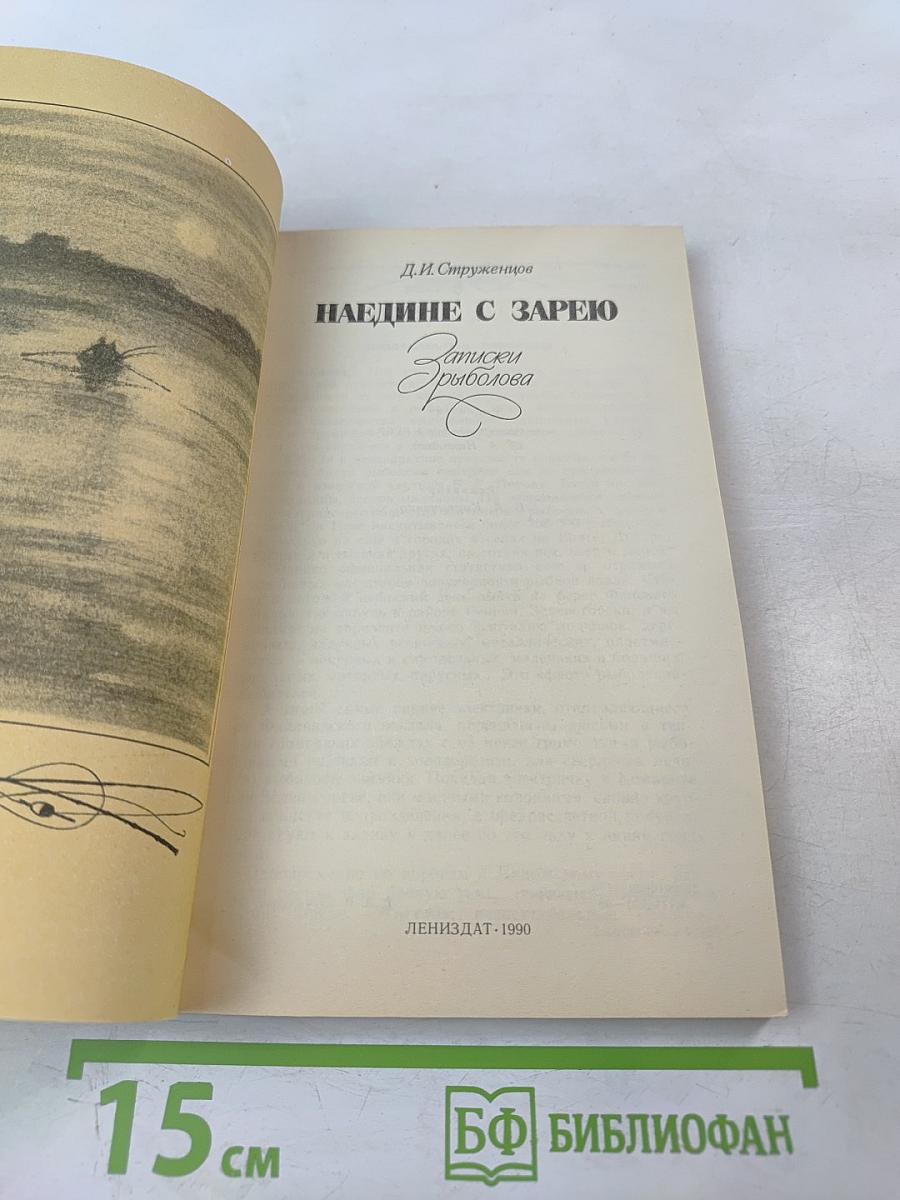 Д. И. Струженцов
НАЕДИНЕ С ЗАРЕЮ
Записки
рыболова
ЛЕНИЗДАТ · 1990
15 см
БФ БИБЛИОФАН